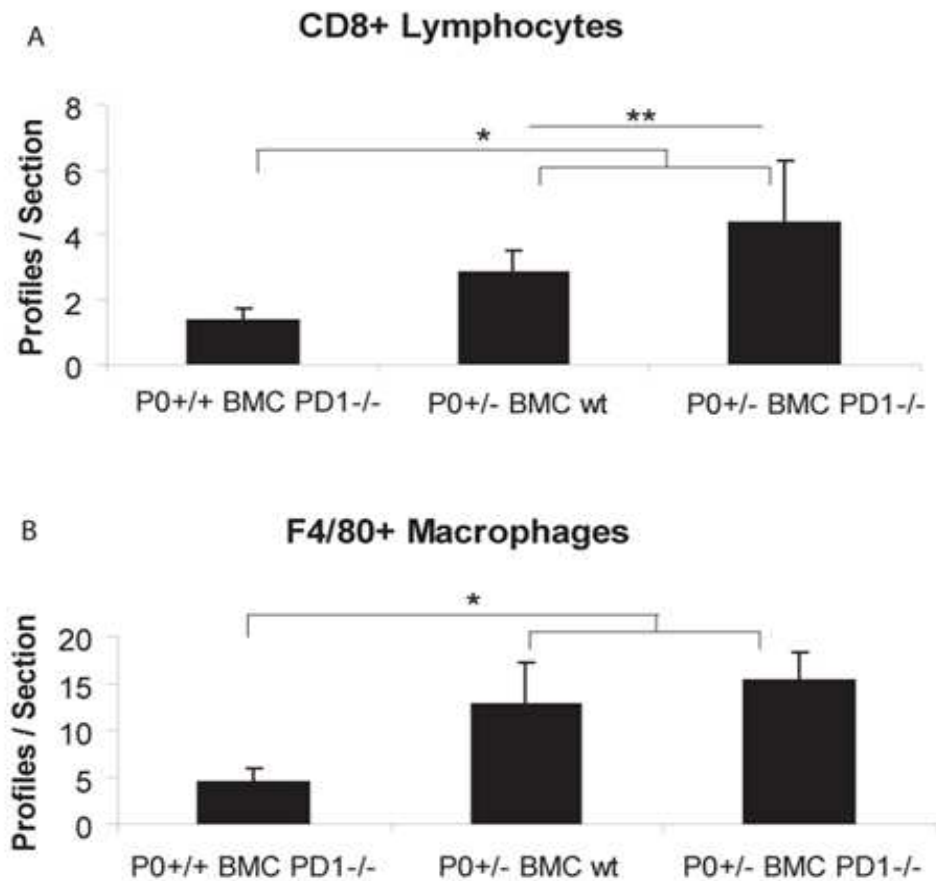 A
CD8+ Lymphocytes
Profiles / Section
8
6
4
2
0
*
**
P0+/+ BMC PD1-/-
P0+/- BMC wt
P0+/- BMC PD1-/-
B
F4/80+ Macrophages
Profiles / Section
20
15
10
5
0
*
P0+/+ BMC PD1-/-
P0+/- BMC wt
P0+/- BMC PD1-/-